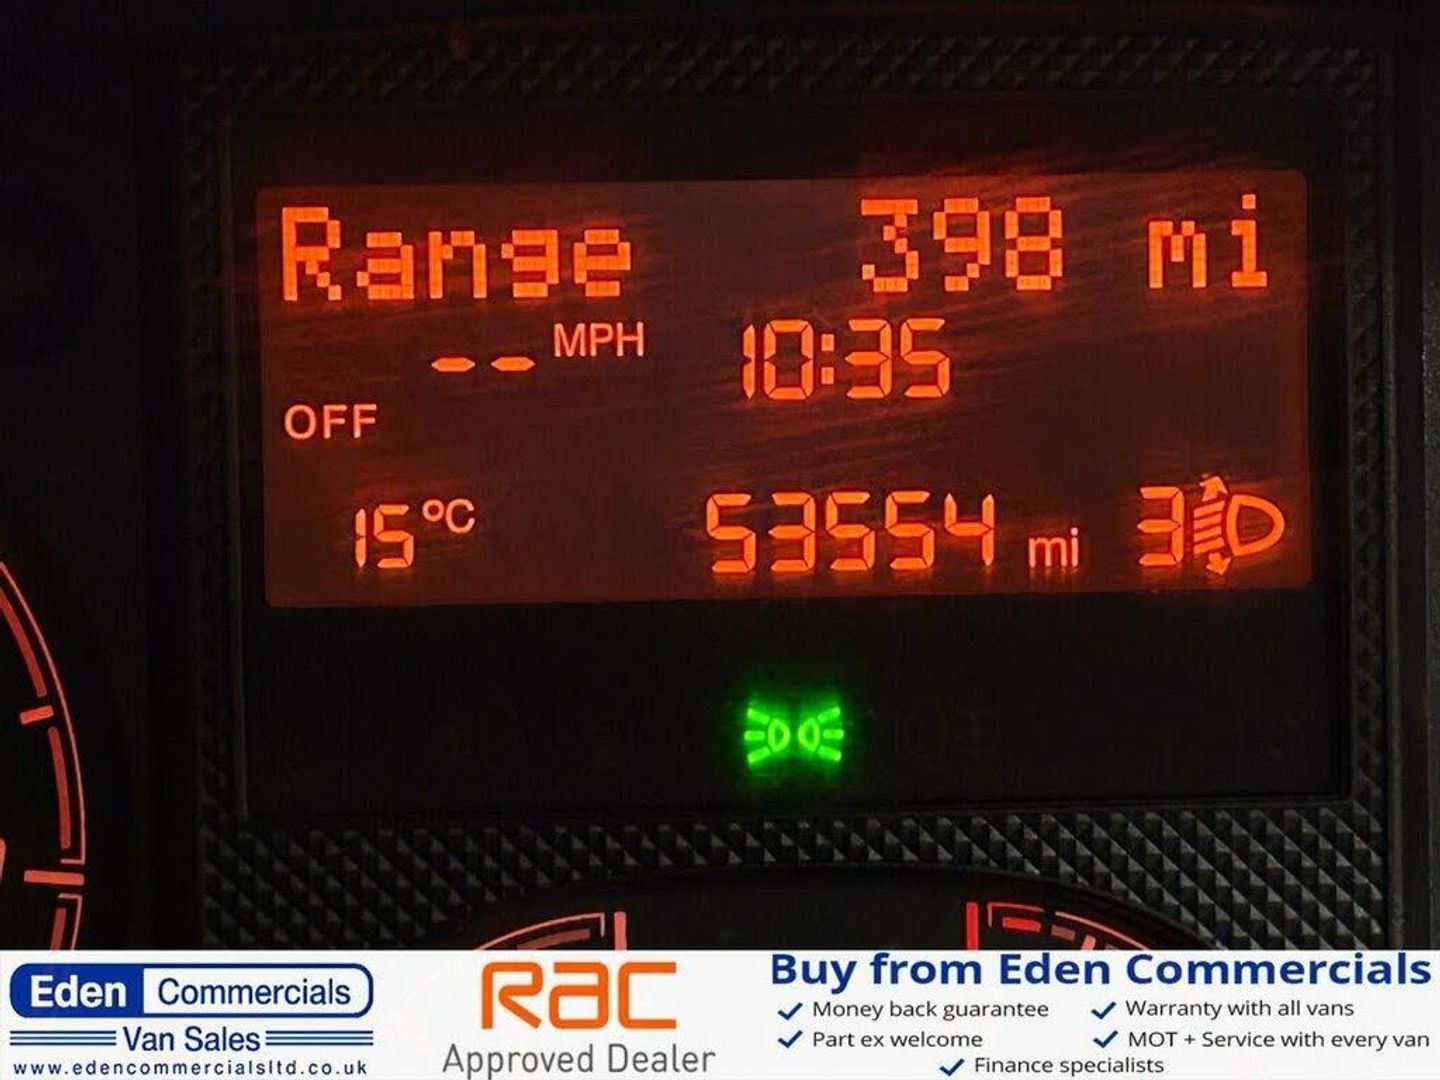 Range 398 mi
-- MPH 10:35
OFF
15°C 53554 mi 3
Eden Commercials
Van Sales
www.edencommercialsltd.co.uk
RAC
Approved Dealer
Buy from Eden Commercials
Money back guarantee
Warranty with all vans
Part ex welcome
MOT + Service with every van
Finance specialists